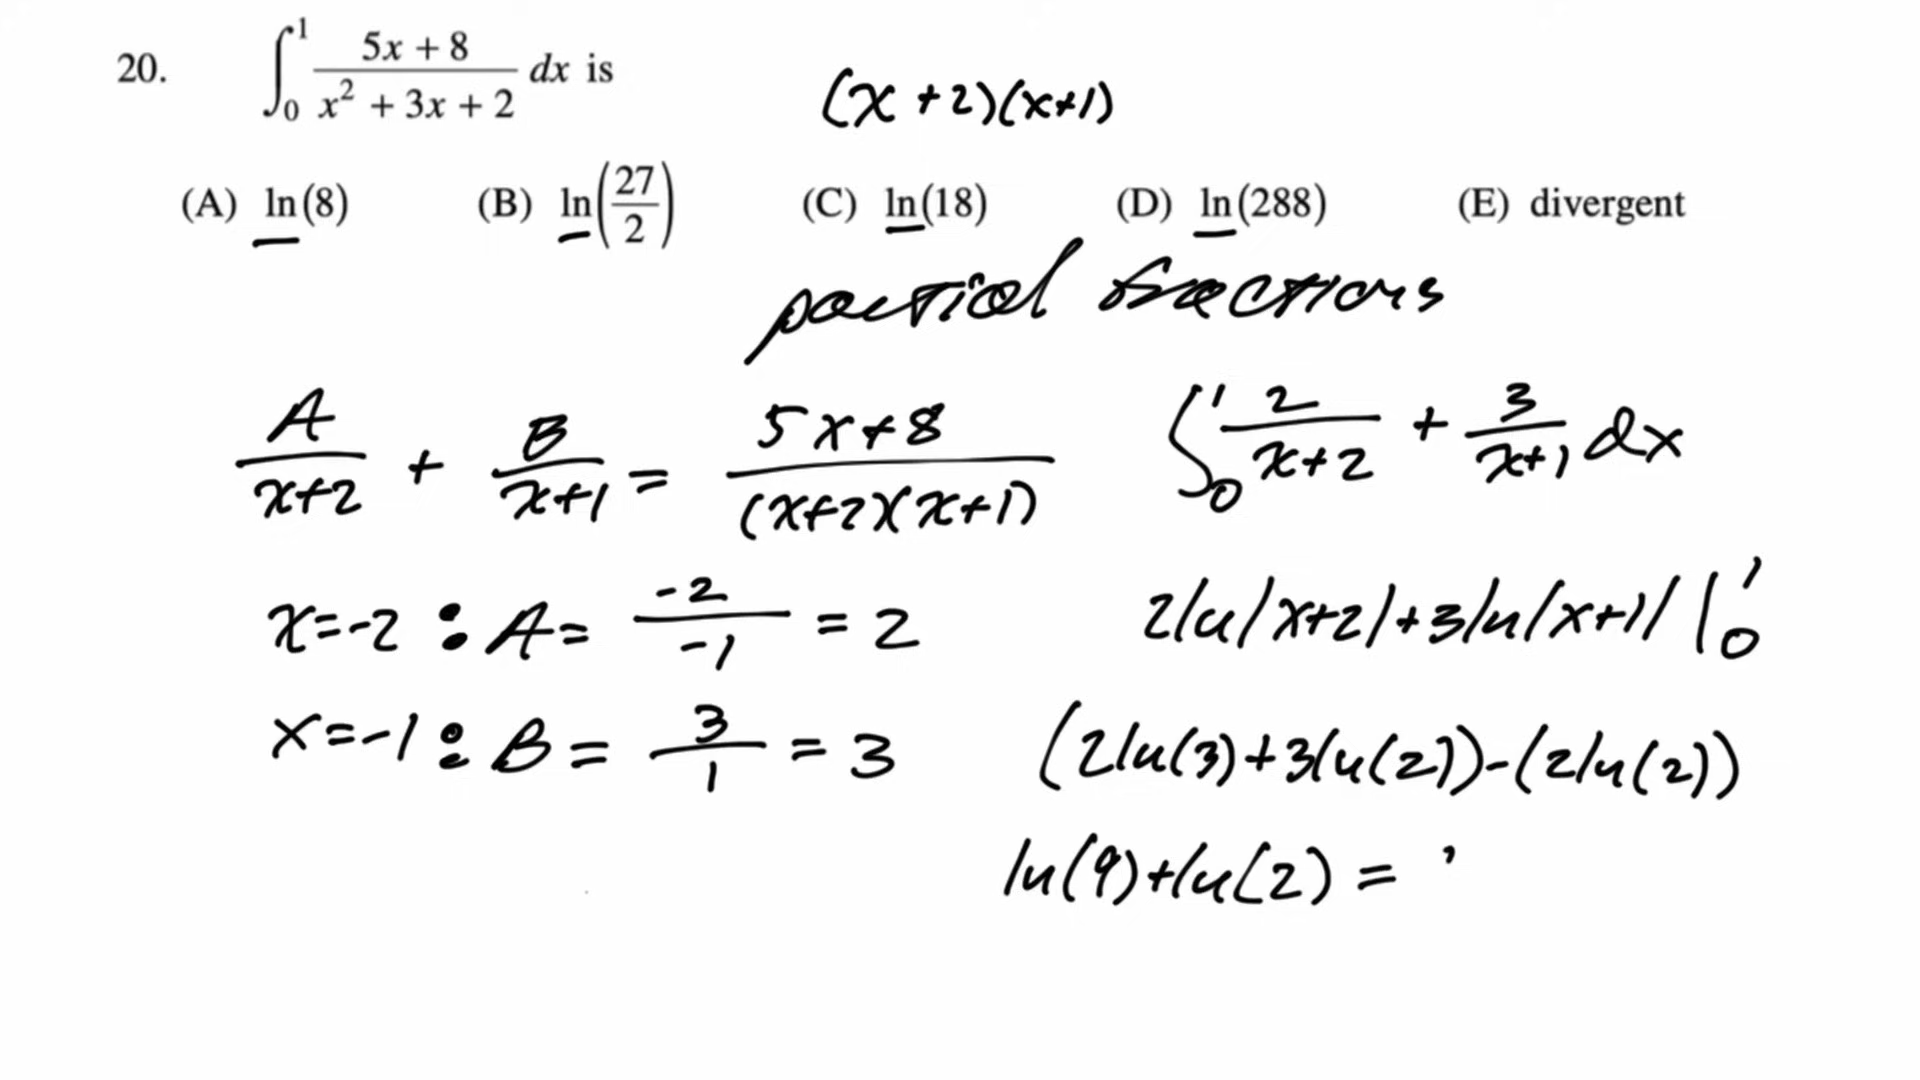 20. ∫₀¹ (5x + 8)/(x² + 3x + 2) dx is
(x+2)(x+1)
(A) ln(8) (B) ln(27/2) (C) ln(18) (D) ln(288) (E) divergent
partial fractions
A/(x+2) + B/(x+1) = (5x+8)/((x+2)(x+1))
∫₀¹ 2/(x+2) + 3/(x+1) dx
x=-2 : A = -2/-1 = 2
2ln|x+2|+3ln|x+1| |₀¹
x=-1 : B = 3/1 = 3
(2ln(3)+3ln(2))-(2ln(2))
ln(9)+ln(2) =